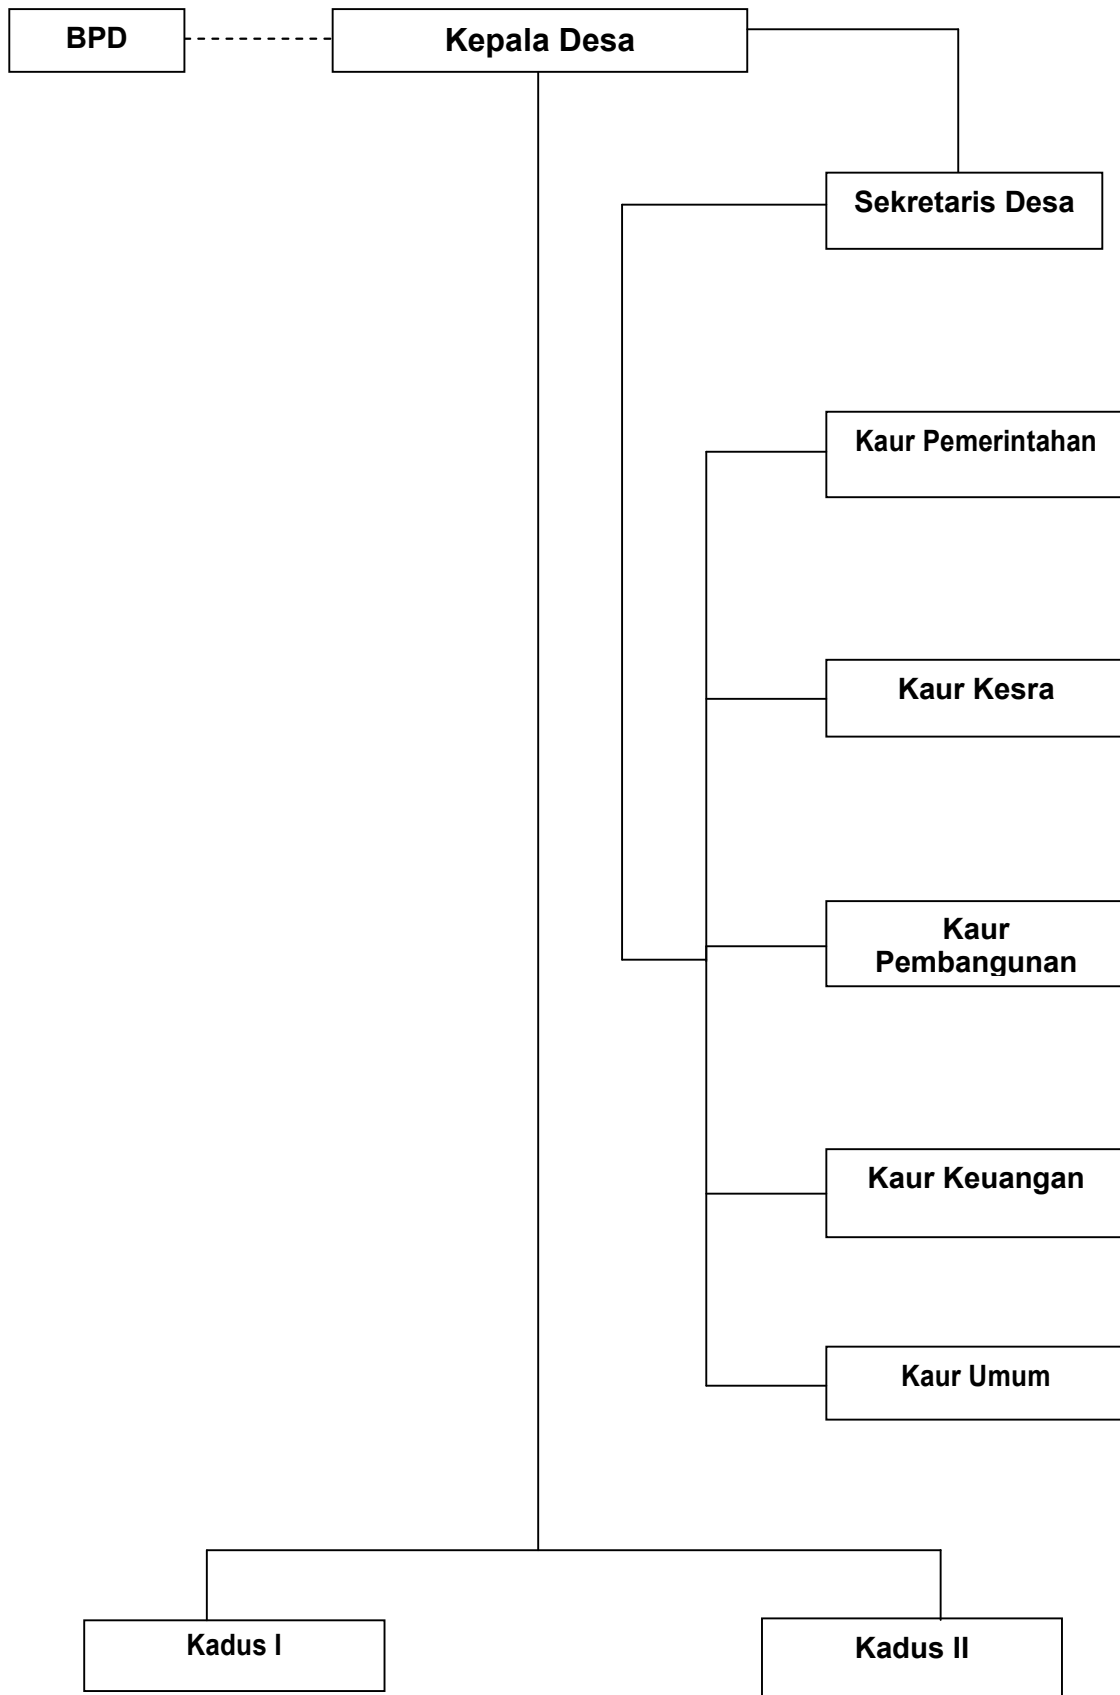 BPD
Kepala Desa
Sekretaris Desa
Kaur Pemerintahan
Kaur Kesra
Kaur
Pembangunan
Kaur Keuangan
Kaur Umum
Kadus I
Kadus II